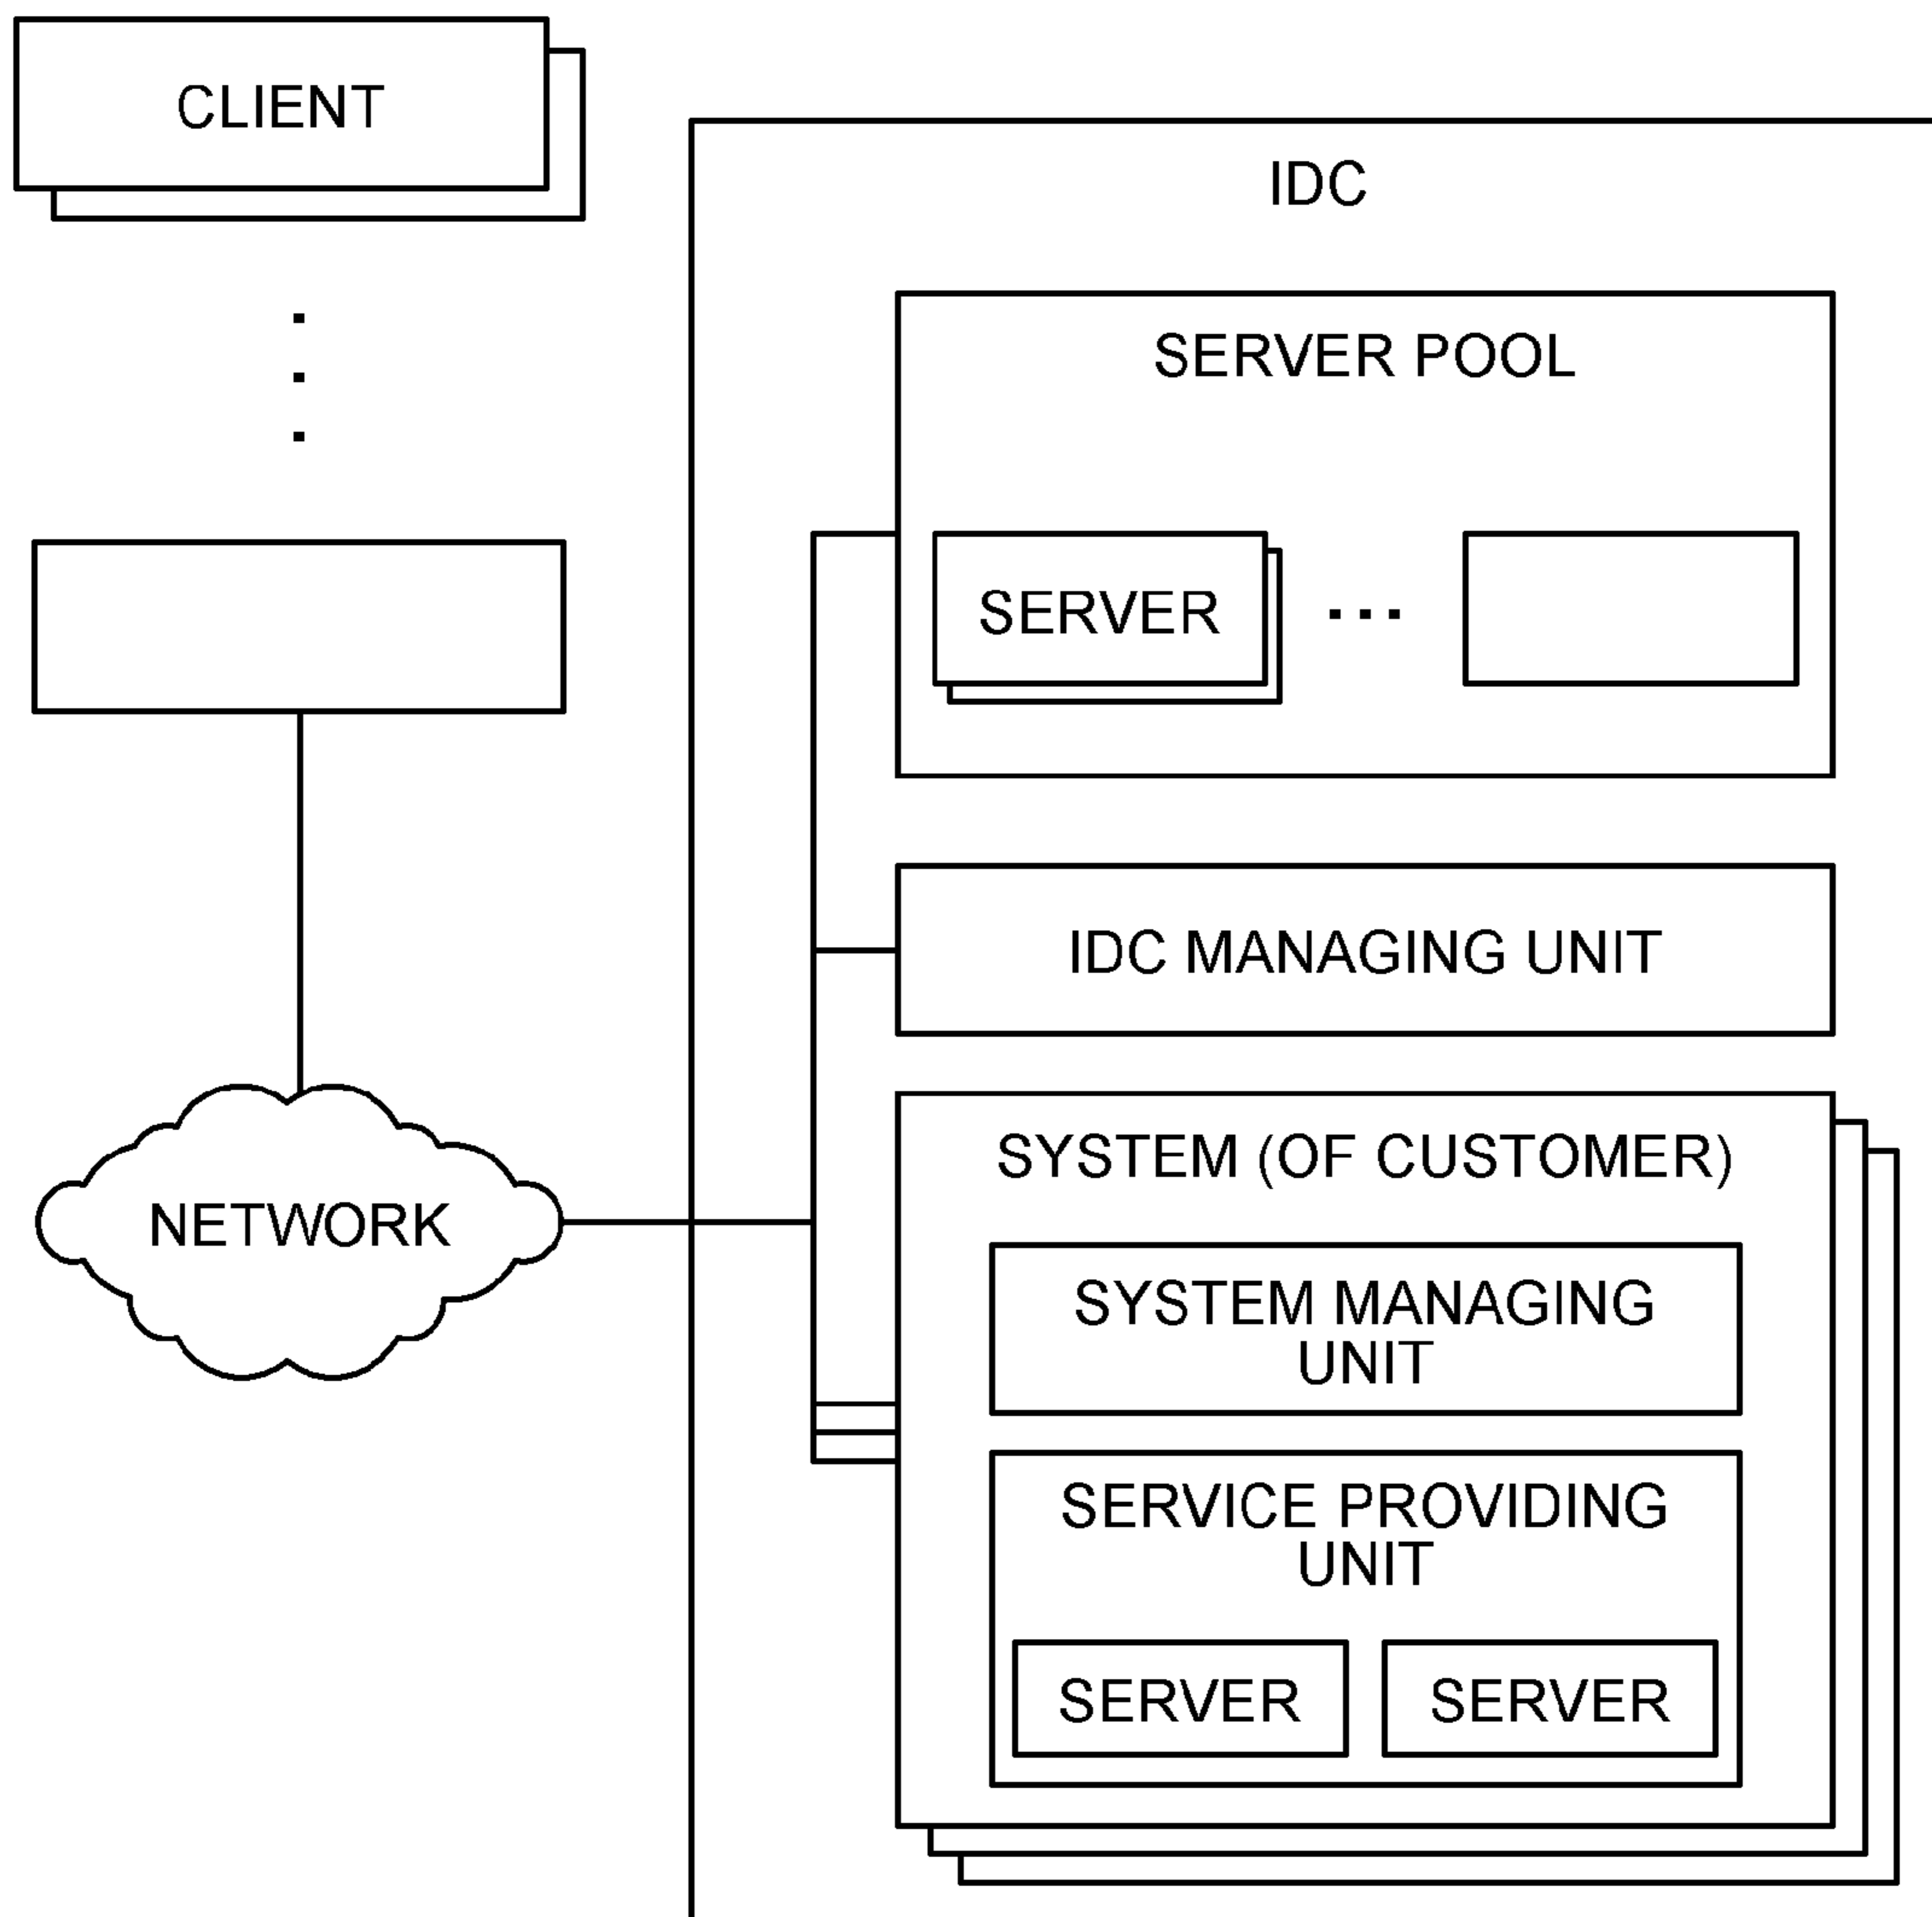 CLIENT
IDC
SERVER POOL
SERVER
IDC MANAGING UNIT
NETWORK
SYSTEM (OF CUSTOMER)
SYSTEM MANAGING
UNIT
SERVICE PROVIDING
UNIT
SERVER
SERVER